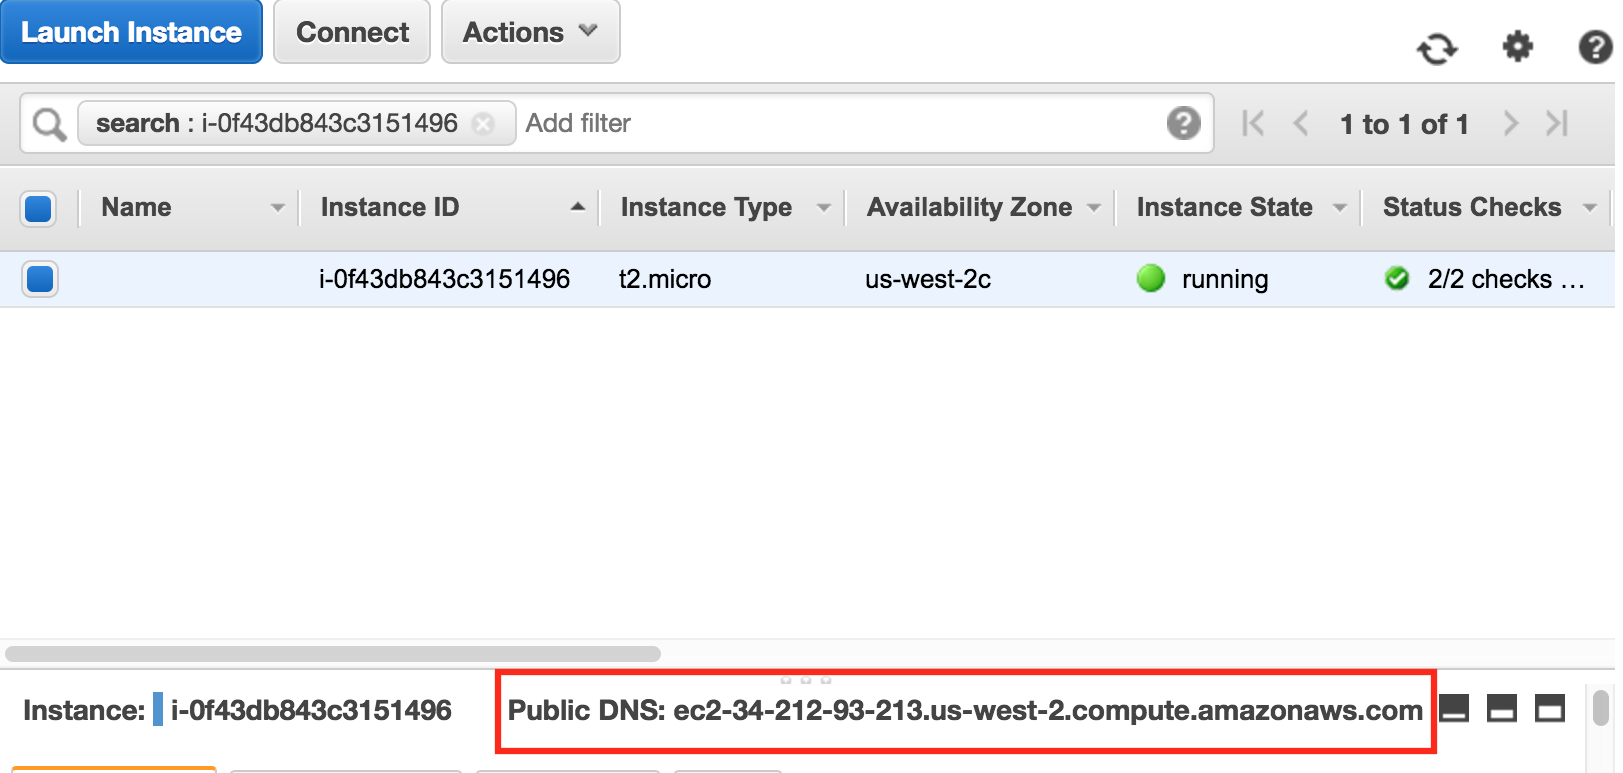 Launch Instance Connect Actions
search : i-0f43db843c3151496 Add filter 1 to 1 of 1
Name Instance ID Instance Type Availability Zone Instance State Status Checks
i-0f43db843c3151496 t2.micro us-west-2c running 2/2 checks ...
Instance: i-0f43db843c3151496 Public DNS: ec2-34-212-93-213.us-west-2.compute.amazonaws.com